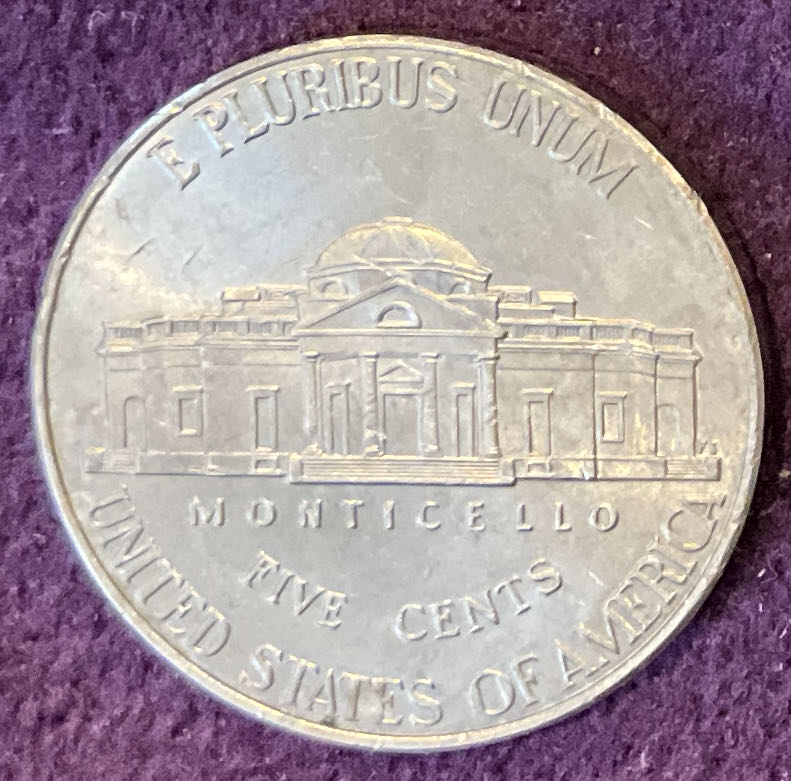 E PLURIBUS UNUM
MONTICELLO
FIVE CENTS
UNITED STATES OF AMERICA